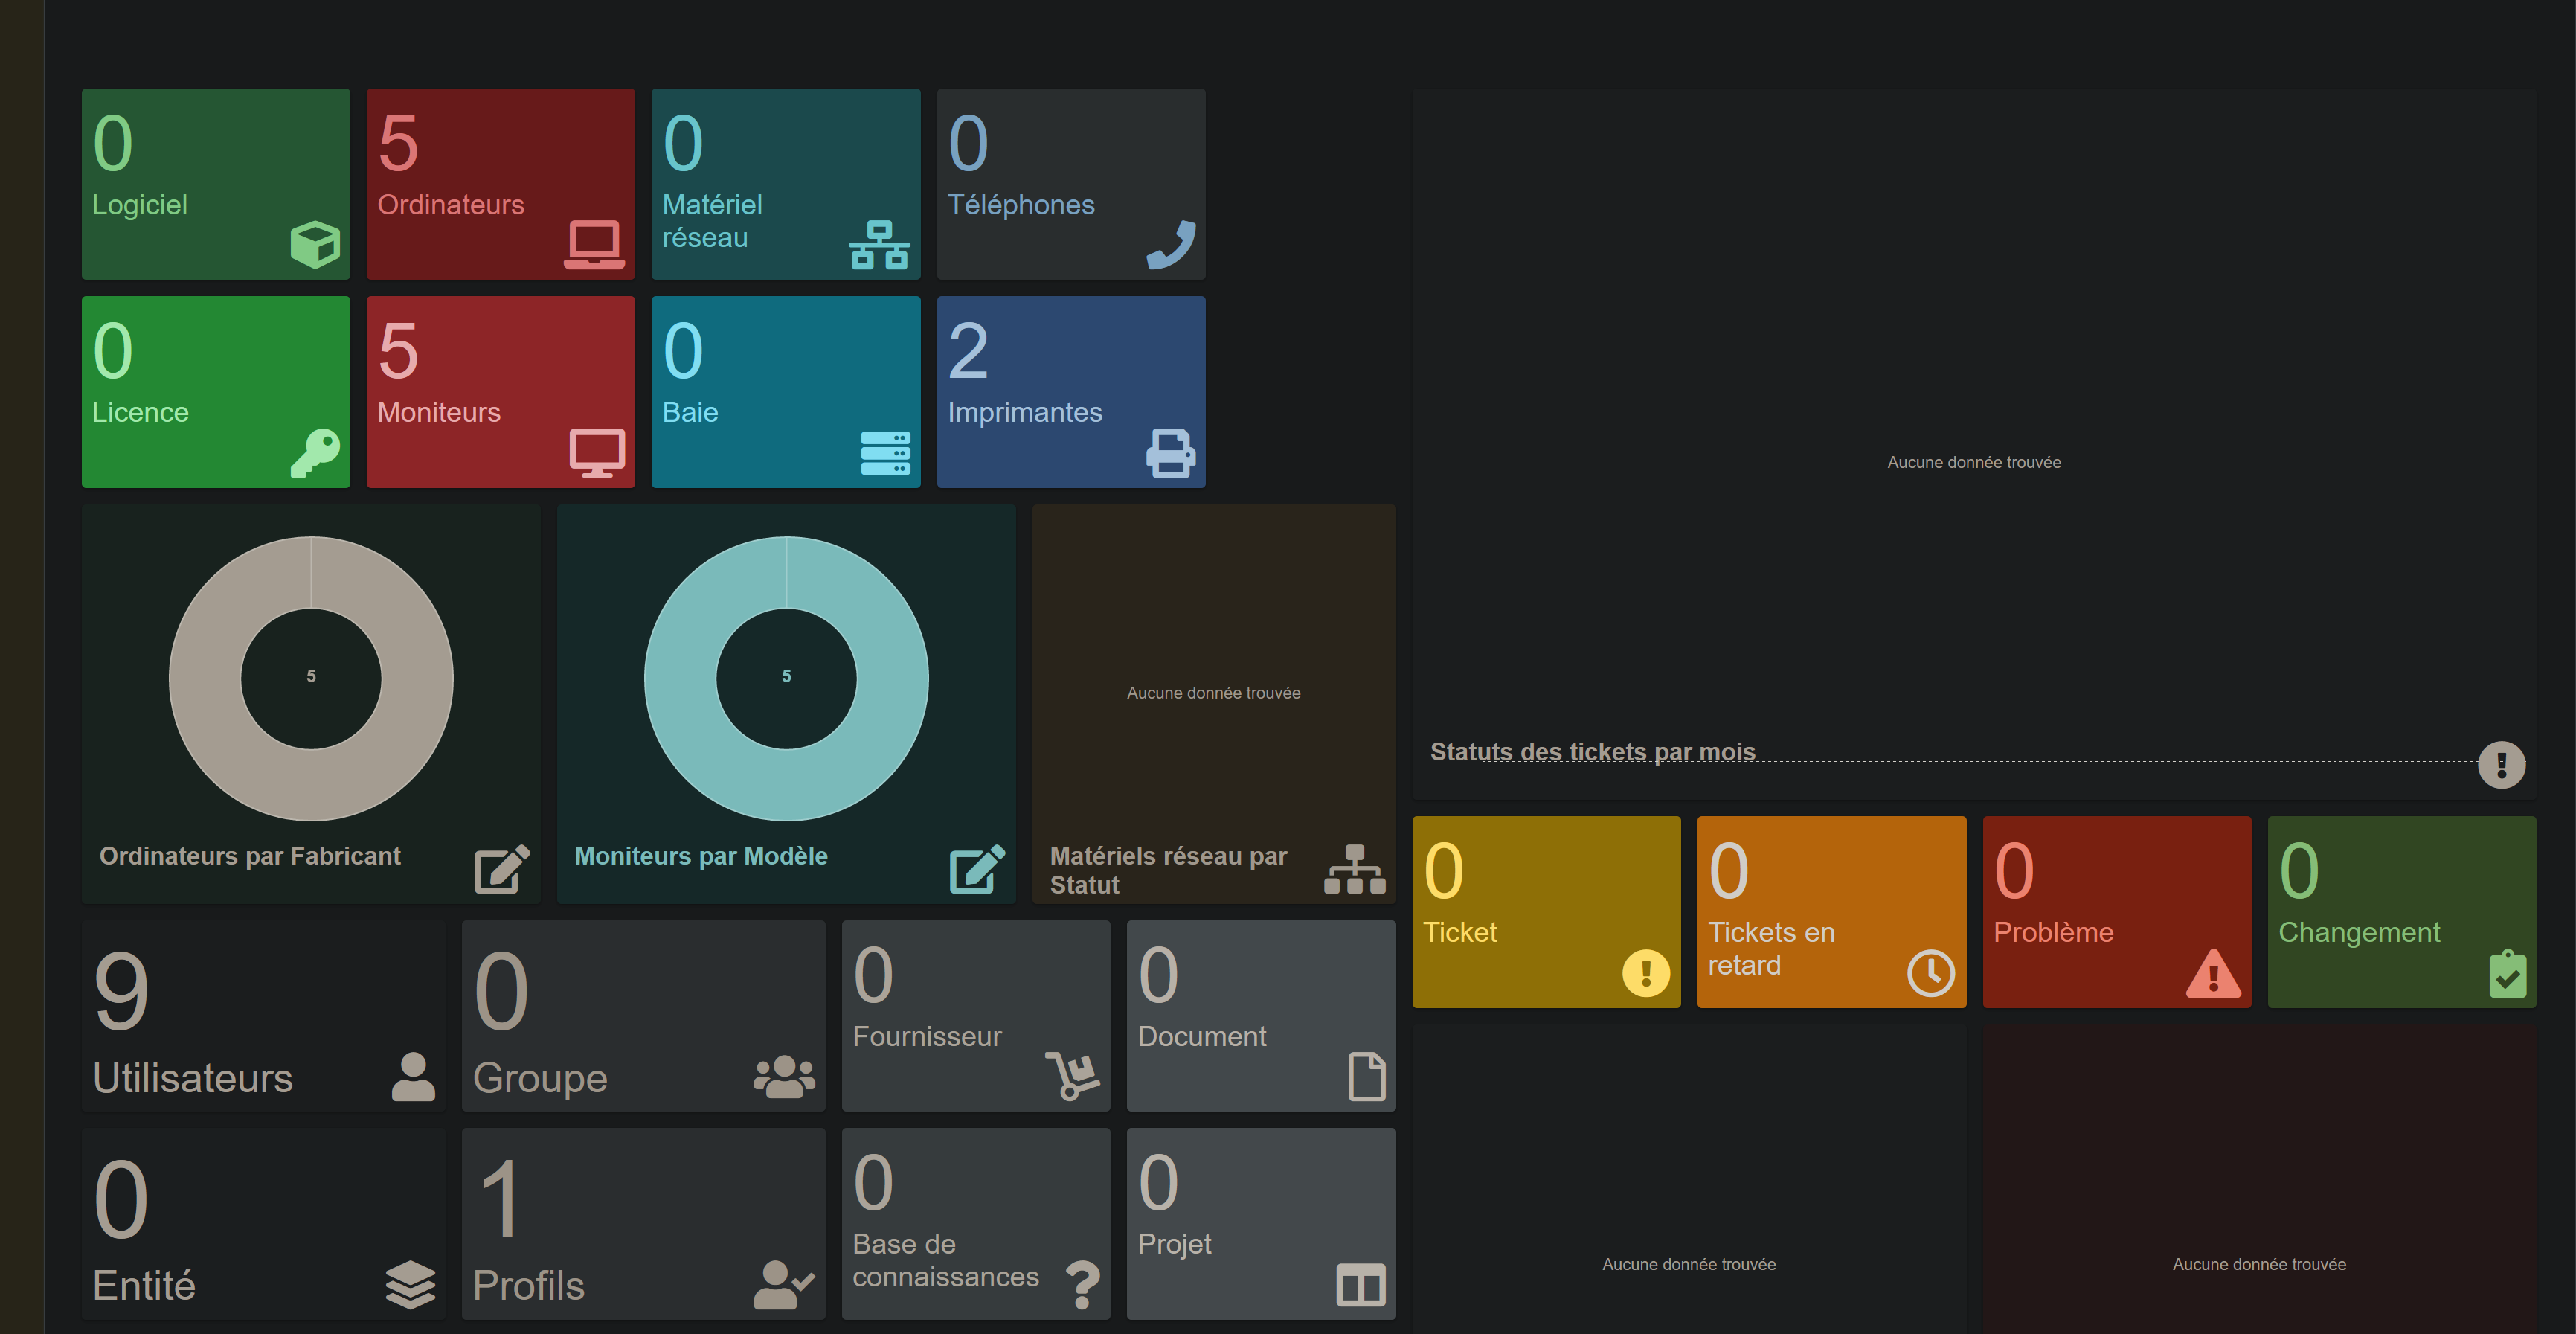 0
Logiciel
5
Ordinateurs
0
Matériel
réseau
0
Téléphones
0
Licence
5
Moniteurs
0
Baie
2
Imprimantes
5
Ordinateurs par Fabricant
5
Moniteurs par Modèle
Aucune donnée trouvée
Matériels réseau par
Statut
9
Utilisateurs
0
Groupe
0
Fournisseur
0
Document
0
Entité
1
Profils
0
Base de
connaissances
0
Projet
Aucune donnée trouvée
Statuts des tickets par mois
0
Ticket
0
Tickets en
retard
0
Problème
0
Changement
Aucune donnée trouvée
Aucune donnée trouvée